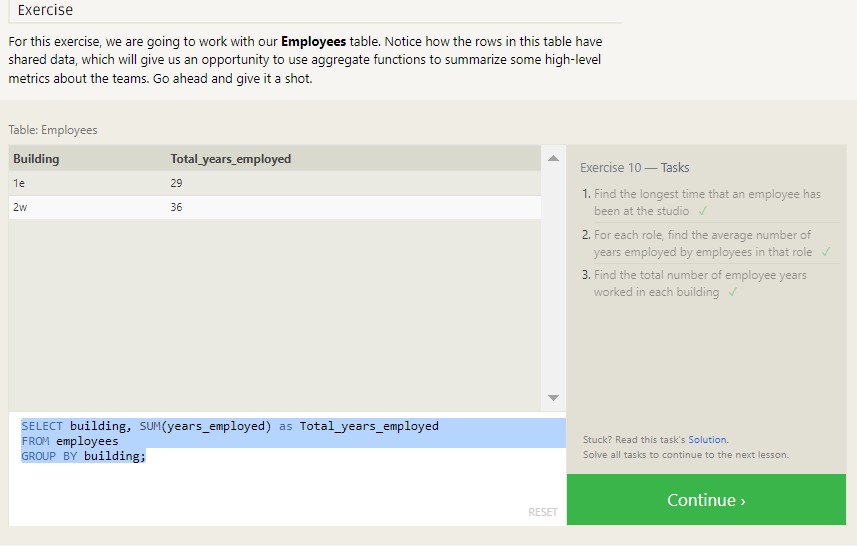 Exercise
For this exercise, we are going to work with our Employees table. Notice how the rows in this table have
shared data, which will give us an opportunity to use aggregate functions to summarize some high-level
metrics about the teams. Go ahead and give it a shot.
Table: Employees
Building Total_years_employed
1e 29
2w 36
SELECT building, SUM(years_employed) as Total_years_employed
FROM employees
GROUP BY building;
RESET
Exercise 10 — Tasks
1. Find the longest time that an employee has
been at the studio ✓
2. For each role, find the average number of
years employed by employees in that role ✓
3. Find the total number of employee years
worked in each building ✓
Stuck? Read this task's Solution.
Solve all tasks to continue to the next lesson.
Continue ›